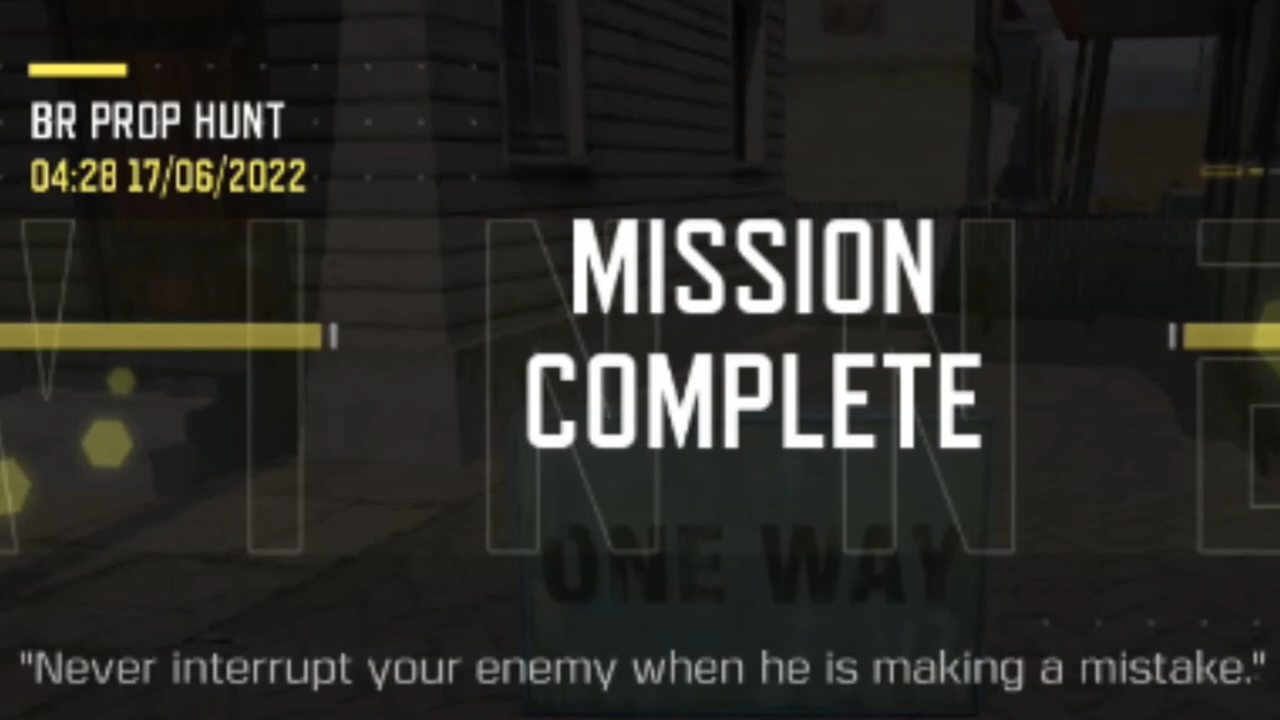 BR PROP HUNT
04:28 17/06/2022
MISSION
COMPLETE
ONE WAY
"Never interrupt your enemy when he is making a mistake."